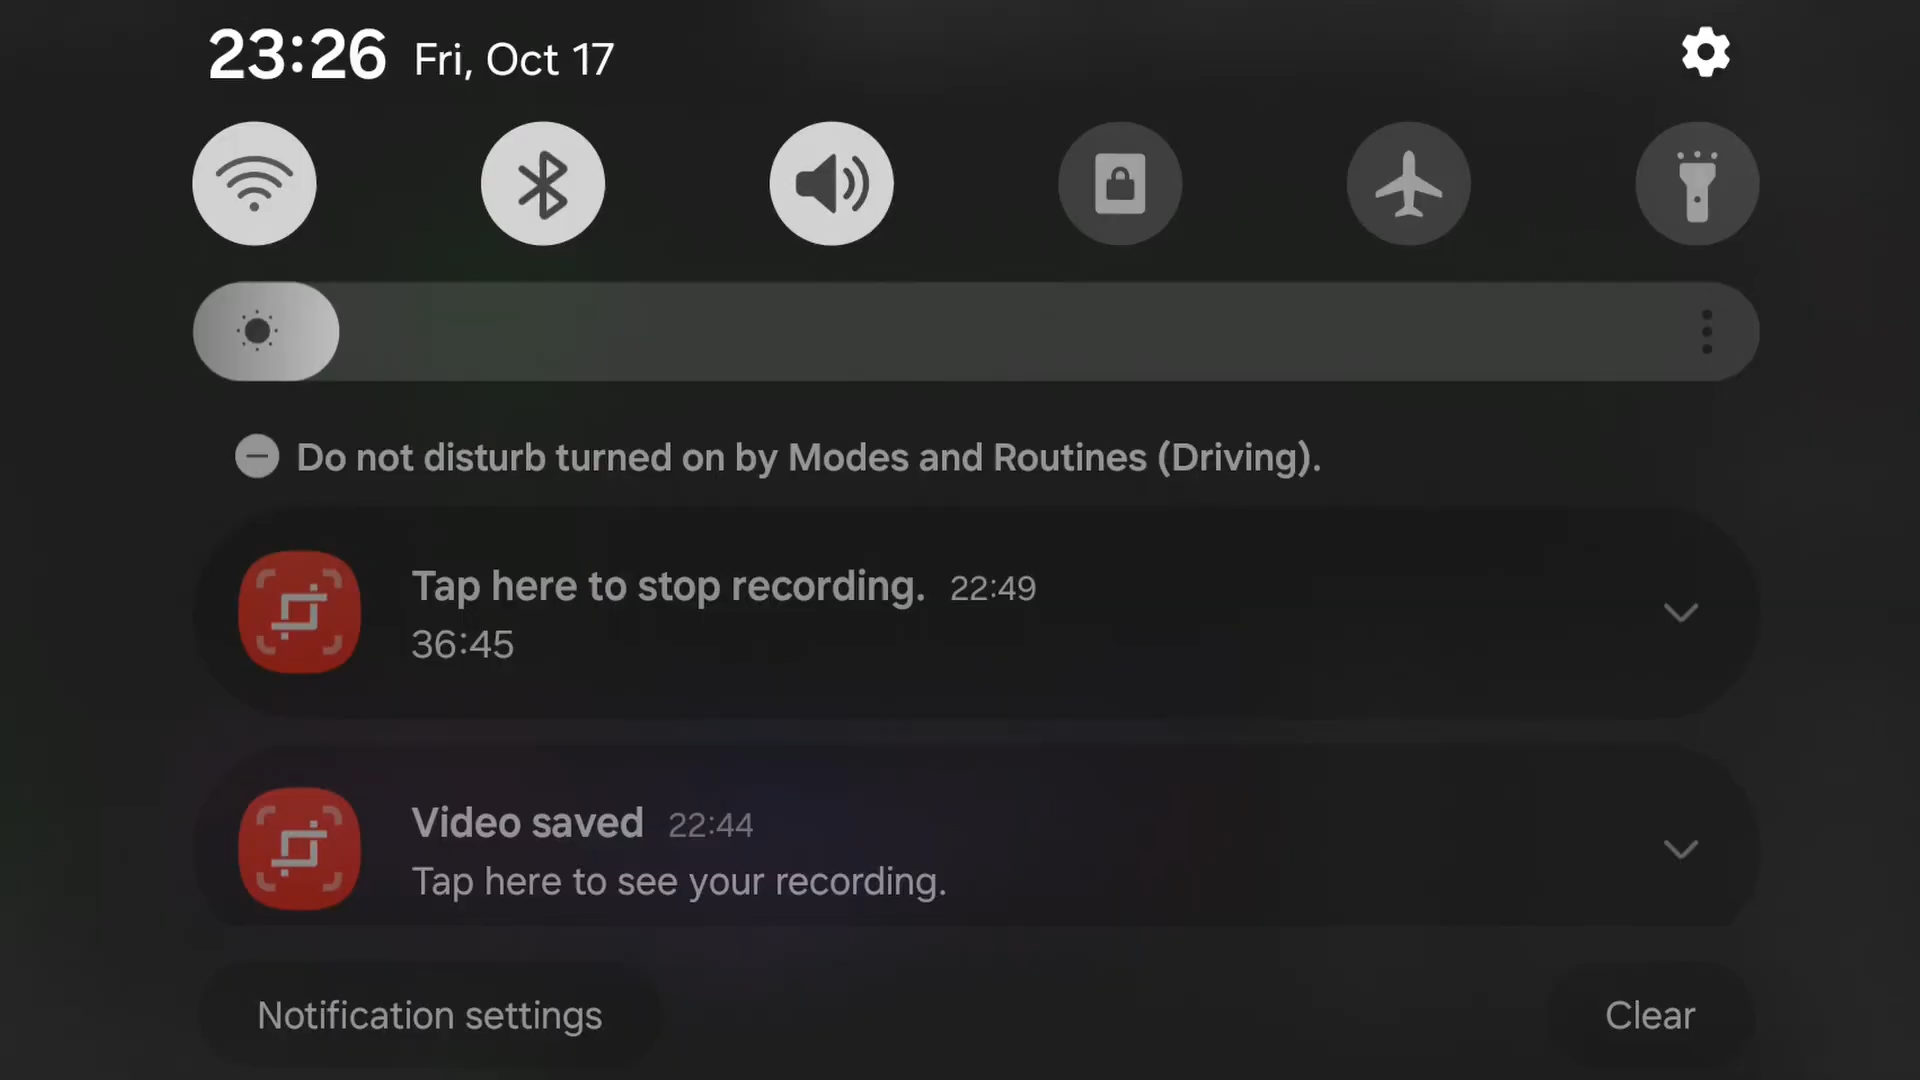 23:26 Fri, Oct 17
Do not disturb turned on by Modes and Routines (Driving).
Tap here to stop recording. 22:49
36:45
Video saved 22:44
Tap here to see your recording.
Notification settings Clear